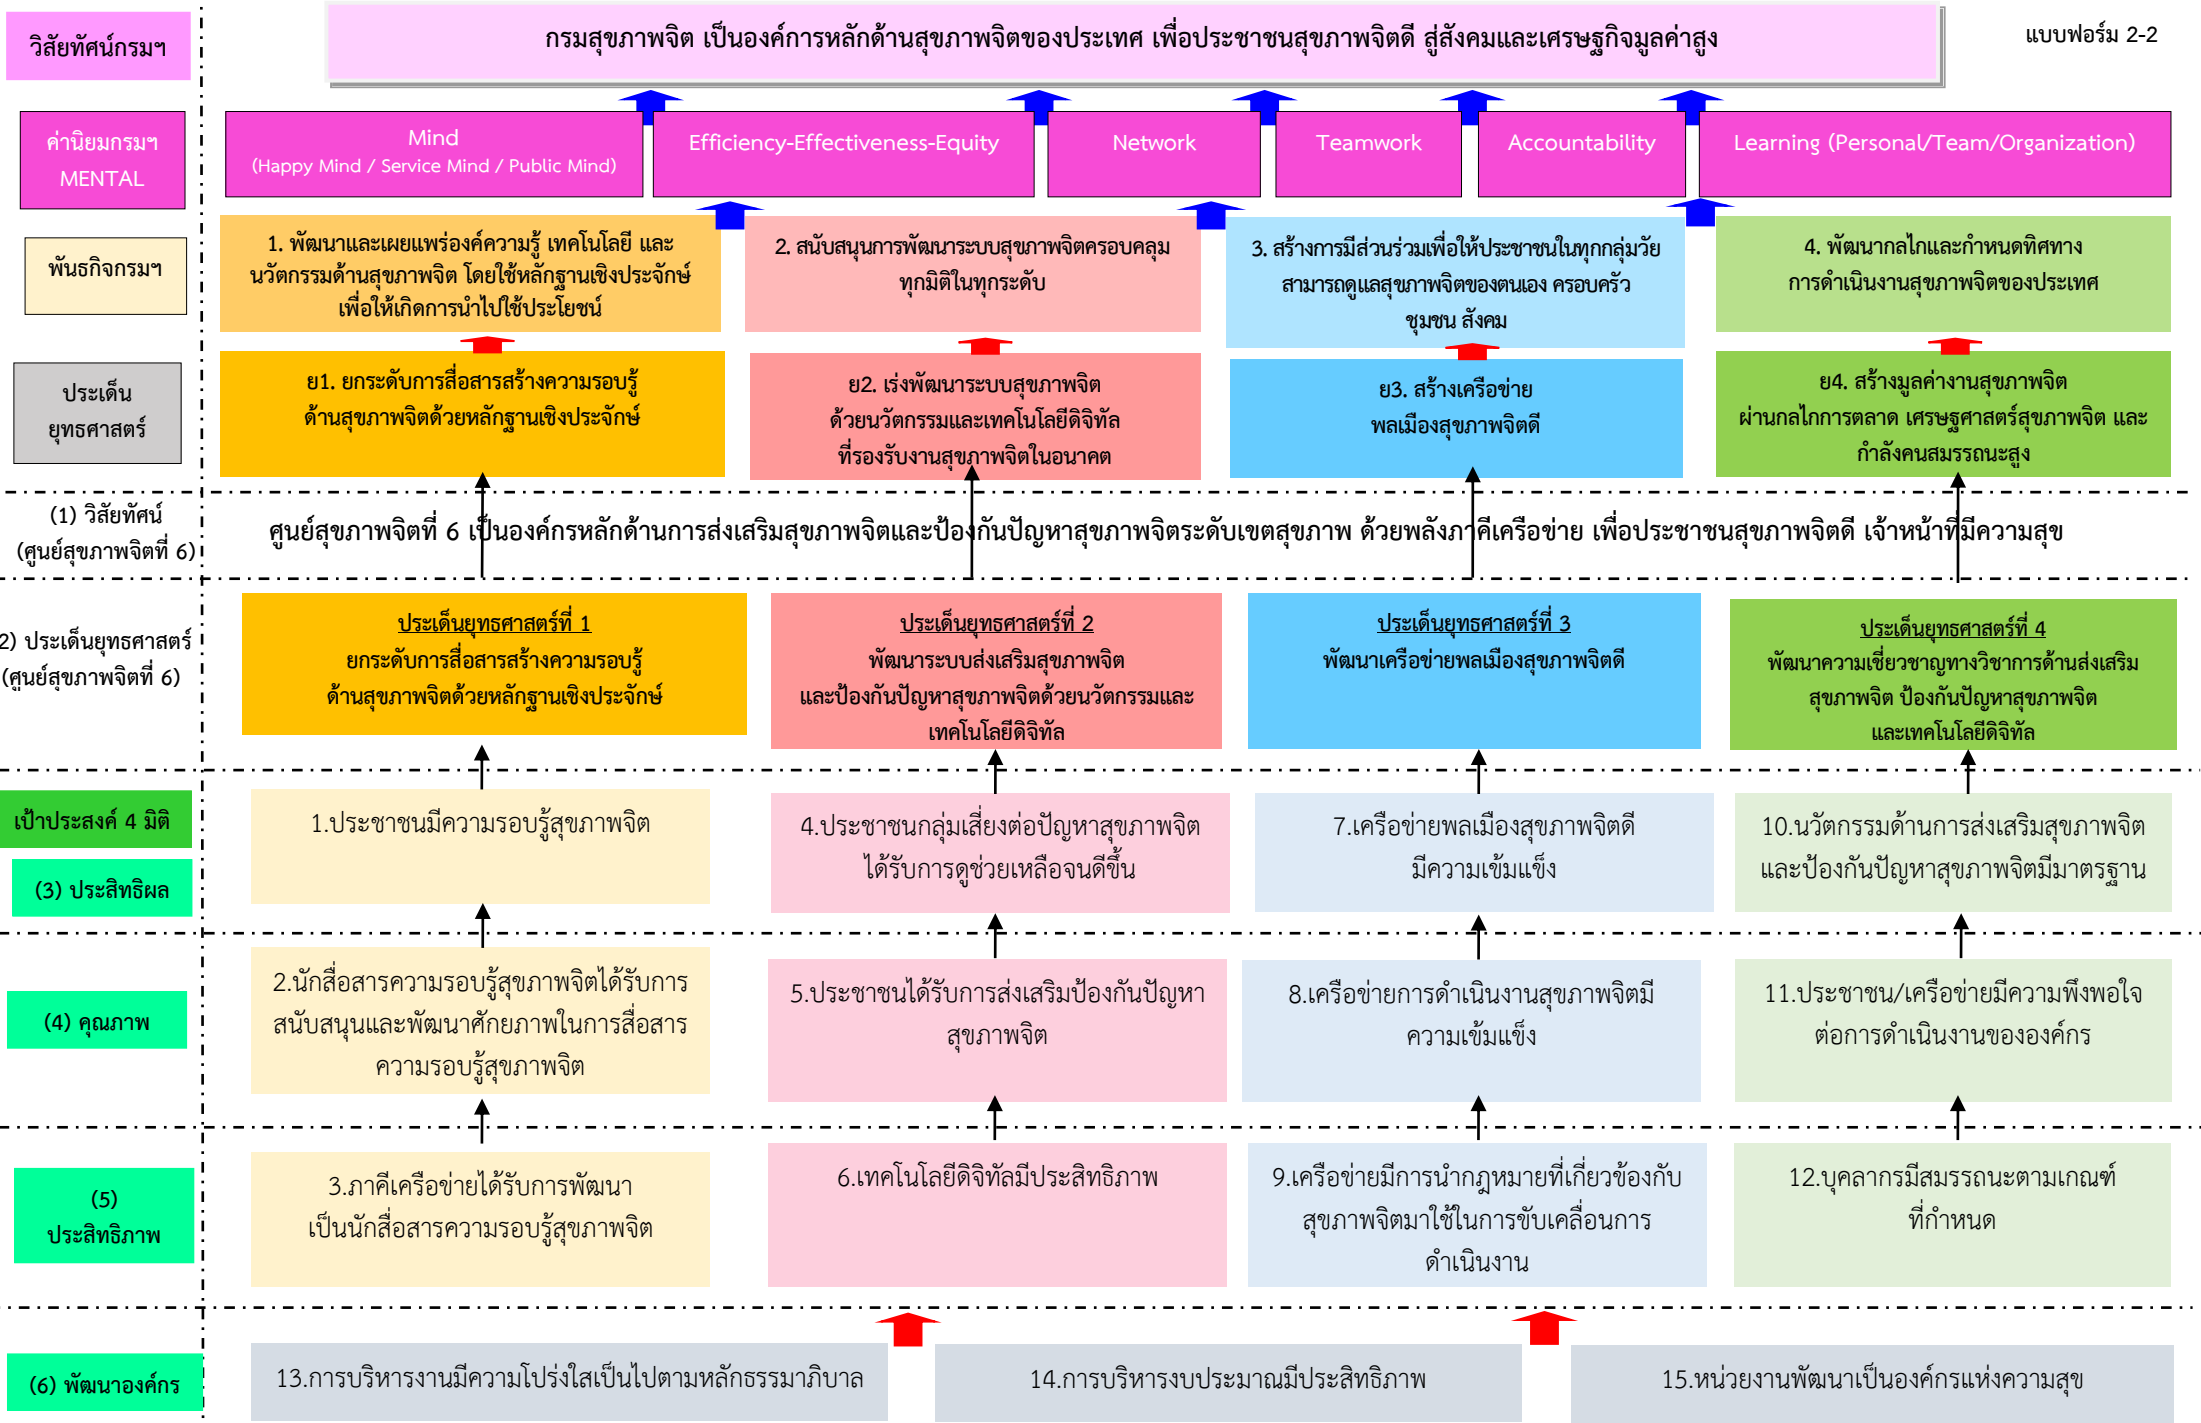 วิสัยทัศน์กรมฯ
กรมสุขภาพจิต เป็นองค์การหลักด้านสุขภาพจิตของประเทศ เพื่อประชาชนสุขภาพจิตดี สู่สังคมและเศรษฐกิจมูลค่าสูง
แบบฟอร์ม 2-2
ค่านิยมกรมฯ
MENTAL
Mind
(Happy Mind / Service Mind / Public Mind)
Efficiency-Effectiveness-Equity
Network
Teamwork
Accountability
Learning (Personal/Team/Organization)
พันธกิจกรมฯ
1. พัฒนาและเผยแพร่องค์ความรู้ เทคโนโลยี และ
นวัตกรรมด้านสุขภาพจิต โดยใช้หลักฐานเชิงประจักษ์
เพื่อให้เกิดการนำไปใช้ประโยชน์
2. สนับสนุนการพัฒนาระบบสุขภาพจิตครอบคลุม
ทุกมิติในทุกระดับ
3. สร้างการมีส่วนร่วมเพื่อให้ประชาชนในทุกกลุ่มวัย
สามารถดูแลสุขภาพจิตของตนเอง ครอบครัว
ชุมชน สังคม
4. พัฒนากลไกและกำหนดทิศทาง
การดำเนินงานสุขภาพจิตของประเทศ
ประเด็น
ยุทธศาสตร์
ย1. ยกระดับการสื่อสารสร้างความรอบรู้
ด้านสุขภาพจิตด้วยหลักฐานเชิงประจักษ์
ย2. เร่งพัฒนาระบบสุขภาพจิต
ด้วยนวัตกรรมและเทคโนโลยีดิจิทัล
ที่รองรับงานสุขภาพจิตในอนาคต
ย3. สร้างเครือข่าย
พลเมืองสุขภาพจิตดี
ย4. สร้างมูลค่างานสุขภาพจิต
ผ่านกลไกการตลาด เศรษฐศาสตร์สุขภาพจิต และ
กำลังคนสมรรถนะสูง
(1) วิสัยทัศน์
(ศูนย์สุขภาพจิตที่ 6)
ศูนย์สุขภาพจิตที่ 6 เป็นองค์กรหลักด้านการส่งเสริมสุขภาพจิตและป้องกันปัญหาสุขภาพจิตระดับเขตสุขภาพ ด้วยพลังภาคีเครือข่าย เพื่อประชาชนสุขภาพจิตดี เจ้าหน้าที่มีความสุข
2) ประเด็นยุทธศาสตร์
(ศูนย์สุขภาพจิตที่ 6)
ประเด็นยุทธศาสตร์ที่ 1
ยกระดับการสื่อสารสร้างความรอบรู้
ด้านสุขภาพจิตด้วยหลักฐานเชิงประจักษ์
ประเด็นยุทธศาสตร์ที่ 2
พัฒนาระบบส่งเสริมสุขภาพจิต
และป้องกันปัญหาสุขภาพจิตด้วยนวัตกรรมและ
เทคโนโลยีดิจิทัล
ประเด็นยุทธศาสตร์ที่ 3
พัฒนาเครือข่ายพลเมืองสุขภาพจิตดี
ประเด็นยุทธศาสตร์ที่ 4
พัฒนาความเชี่ยวชาญทางวิชาการด้านส่งเสริม
สุขภาพจิต ป้องกันปัญหาสุขภาพจิต
และเทคโนโลยีดิจิทัล
เป้าประสงค์ 4 มิติ
(3) ประสิทธิผล
1.ประชาชนมีความรอบรู้สุขภาพจิต
4.ประชาชนกลุ่มเสี่ยงต่อปัญหาสุขภาพจิต
ได้รับการดูช่วยเหลือจนดีขึ้น
7.เครือข่ายพลเมืองสุขภาพจิตดี
มีความเข้มแข็ง
10.นวัตกรรมด้านการส่งเสริมสุขภาพจิต
และป้องกันปัญหาสุขภาพจิตมีมาตรฐาน
(4) คุณภาพ
2.นักสื่อสารความรอบรู้สุขภาพจิตได้รับการ
สนับสนุนและพัฒนาศักยภาพในการสื่อสาร
ความรอบรู้สุขภาพจิต
5.ประชาชนได้รับการส่งเสริมป้องกันปัญหา
สุขภาพจิต
8.เครือข่ายการดำเนินงานสุขภาพจิตมี
ความเข้มแข็ง
11.ประชาชน/เครือข่ายมีความพึงพอใจ
ต่อการดำเนินงานขององค์กร
(5)
ประสิทธิภาพ
3.ภาคีเครือข่ายได้รับการพัฒนา
เป็นนักสื่อสารความรอบรู้สุขภาพจิต
6.เทคโนโลยีดิจิทัลมีประสิทธิภาพ
9.เครือข่ายมีการนำกฎหมายที่เกี่ยวข้องกับ
สุขภาพจิตมาใช้ในการขับเคลื่อนการ
ดำเนินงาน
12.บุคลากรมีสมรรถนะตามเกณฑ์
ที่กำหนด
(6) พัฒนาองค์กร
13.การบริหารงานมีความโปร่งใสเป็นไปตามหลักธรรมาภิบาล
14.การบริหารงบประมาณมีประสิทธิภาพ
15.หน่วยงานพัฒนาเป็นองค์กรแห่งความสุข